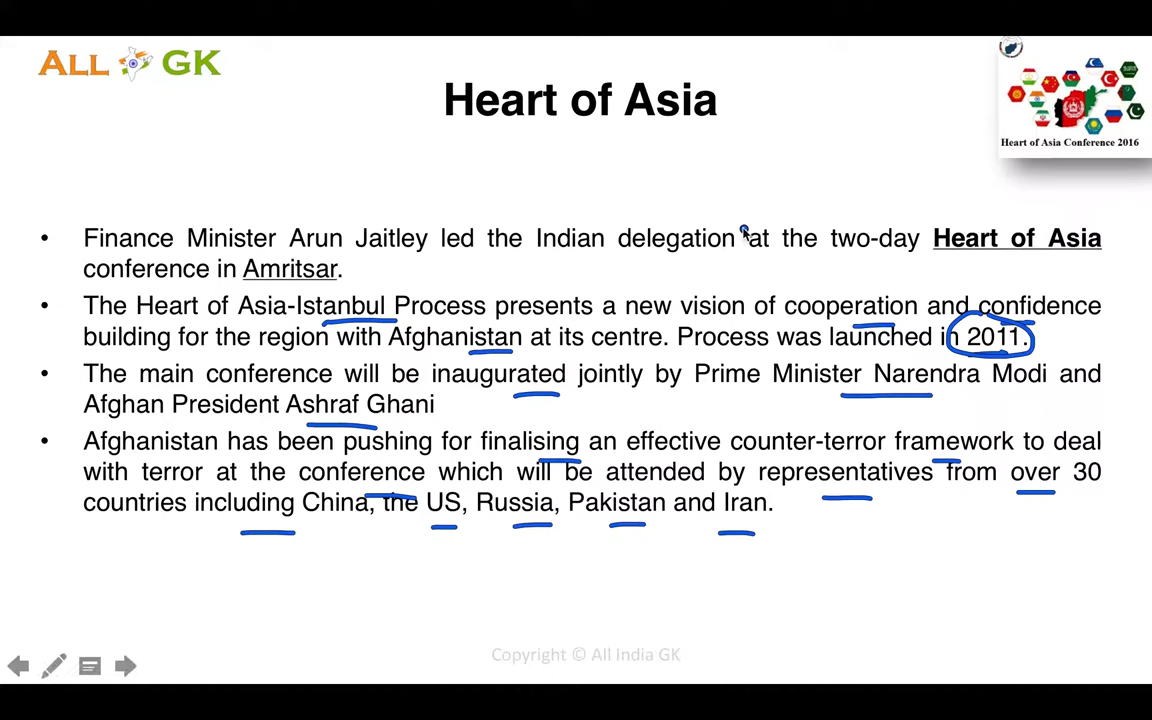 ALL GK
Heart of Asia
Heart of Asia Conference 2016
• Finance Minister Arun Jaitley led the Indian delegation at the two-day Heart of Asia
conference in Amritsar.
• The Heart of Asia-Istanbul Process presents a new vision of cooperation and confidence
building for the region with Afghanistan at its centre. Process was launched in 2011.
• The main conference will be inaugurated jointly by Prime Minister Narendra Modi and
Afghan President Ashraf Ghani
• Afghanistan has been pushing for finalising an effective counter-terror framework to deal
with terror at the conference which will be attended by representatives from over 30
countries including China, the US, Russia, Pakistan and Iran.
Copyright © All India GK